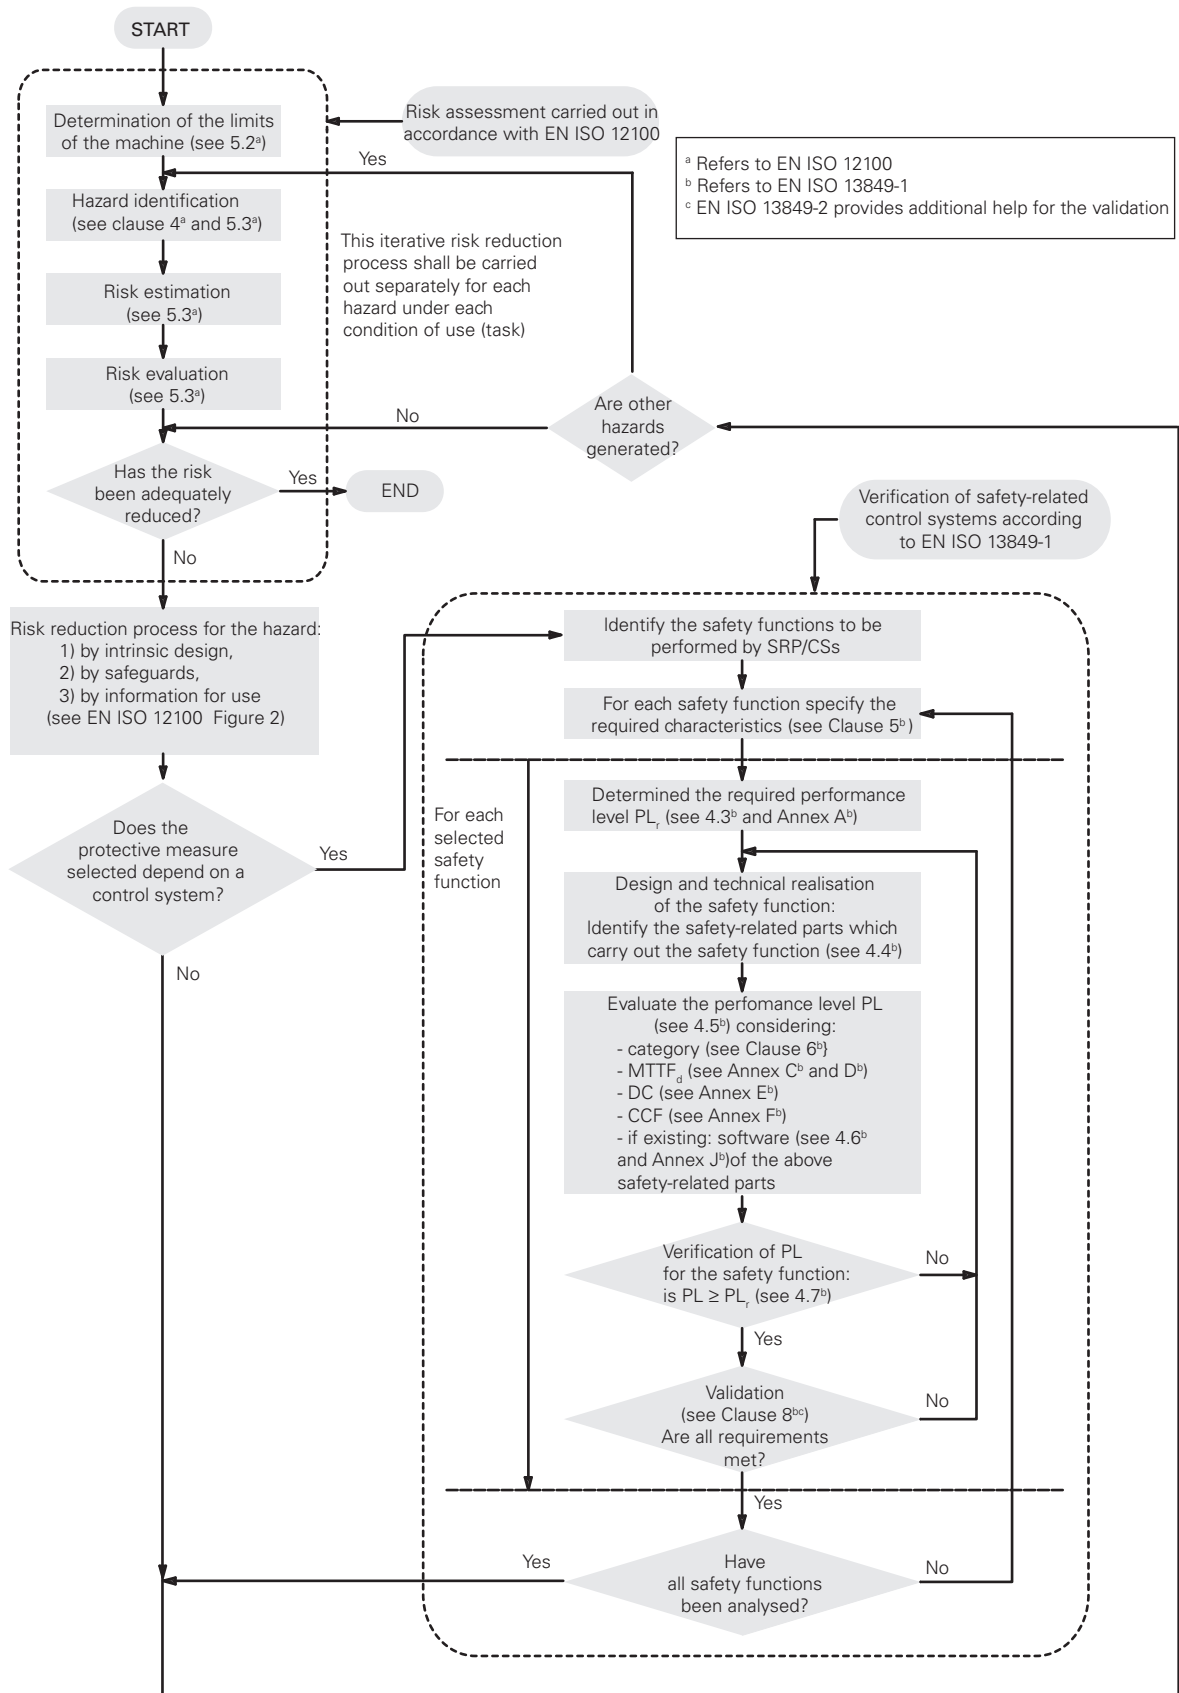 START
Determination of the limits
of the machine (see 5.2ª)
Risk assessment carried out in
accordance with EN ISO 12100
Yes
ª Refers to EN ISO 12100
ᵇ Refers to EN ISO 13849-1
ᶜ EN ISO 13849-2 provides additional help for the validation
Hazard identification
(see clause 4ª and 5.3ª)
This iterative risk reduction
process shall be carried
out separately for each
hazard under each
condition of use (task)
Risk estimation
(see 5.3ª)
Risk evaluation
(see 5.3ª)
No
Are other
hazards
generated?
Has the risk
been adequately
reduced?
Yes
END
No
Verification of safety-related
control systems according
to EN ISO 13849-1
Risk reduction process for the hazard:
1) by intrinsic design,
2) by safeguards,
3) by information for use
(see EN ISO 12100 Figure 2)
Identify the safety functions to be
performed by SRP/CSs
For each safety function specify the
required characteristics (see Clause 5ᵇ)
Does the
protective measure
selected depend on a
control system?
Yes
No
For each
selected
safety
function
Determined the required performance
level PLᵣ (see 4.3ᵇ and Annex Aᵇ)
Design and technical realisation
of the safety function:
Identify the safety-related parts which
carry out the safety function (see 4.4ᵇ)
Evaluate the perfomance level PL
(see 4.5ᵇ) considering:
- category (see Clause 6ᵇ}
- MTTF_d (see Annex Cᵇ and Dᵇ)
- DC (see Annex Eᵇ)
- CCF (see Annex Fᵇ)
- if existing: software (see 4.6ᵇ
and Annex Jᵇ)of the above
safety-related parts
Verification of PL
for the safety function:
is PL ≥ PLᵣ (see 4.7ᵇ)
No
Yes
Validation
(see Clause 8ᵇᶜ)
Are all requirements
met?
No
Yes
Have
all safety functions
been analysed?
Yes
No